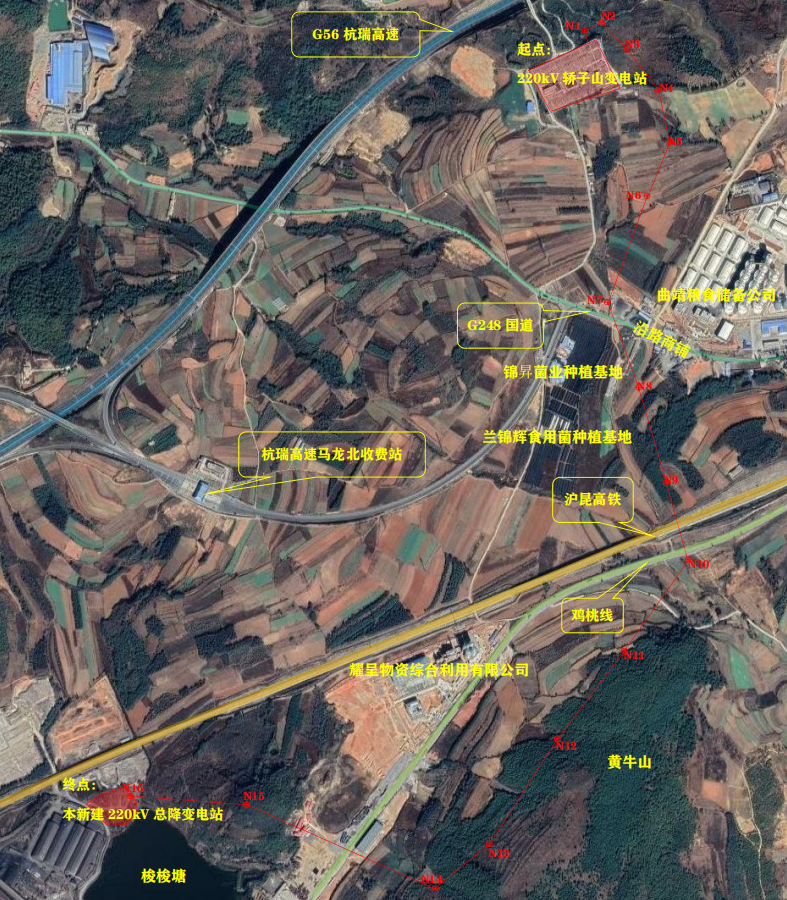 G56 杭瑞高速
N1
N2
起点：
N3
220kV 轿子山变电站
N4
N5
N6
曲靖粮食储备公司
N7
G248 国道
沿路商铺
锦昇菌业种植基地
N8
兰锦辉食用菌种植基地
杭瑞高速马龙北收费站
N9
沪昆高铁
N10
鸡桃线
N11
耀呈物资综合利用有限公司
N12
黄牛山
终点：
N16
N15
本新建 220kV 总降变电站
N13
梭梭塘
N14